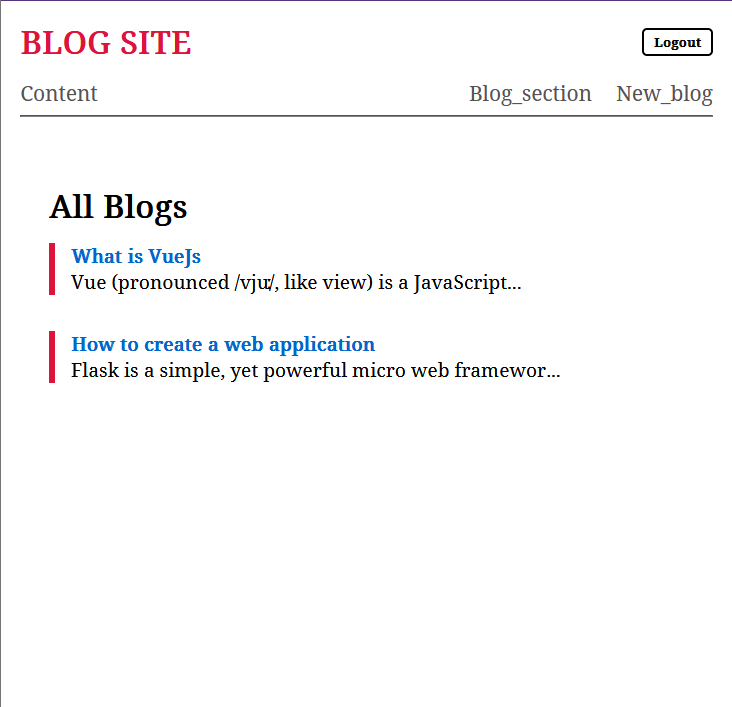 BLOG SITE
Logout
Content
Blog_section
New_blog
All Blogs
What is VueJs
Vue (pronounced /vjuː/, like view) is a JavaScript...
How to create a web application
Flask is a simple, yet powerful micro web framewor...